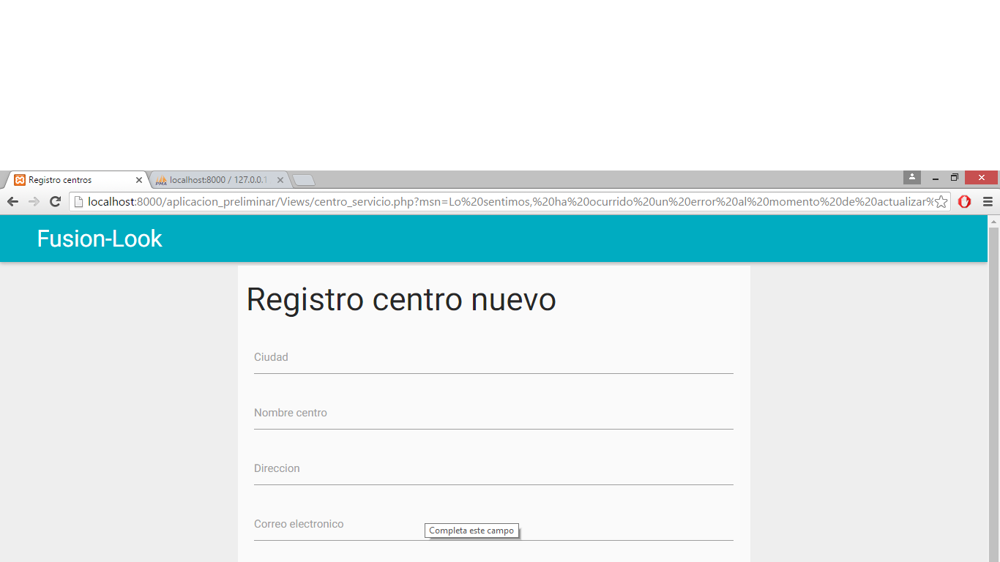 Registro centros
PMA localhost:8000 / 127.0.0.1
localhost:8000/aplicacion_preliminar/Views/centro_servicio.php?msn=Lo%20sentimos,%20ha%20ocurrido%20un%20error%20al%20momento%20de%20actualizar%
Fusion-Look
Registro centro nuevo
Ciudad
Nombre centro
Direccion
Correo electronico
Completa este campo